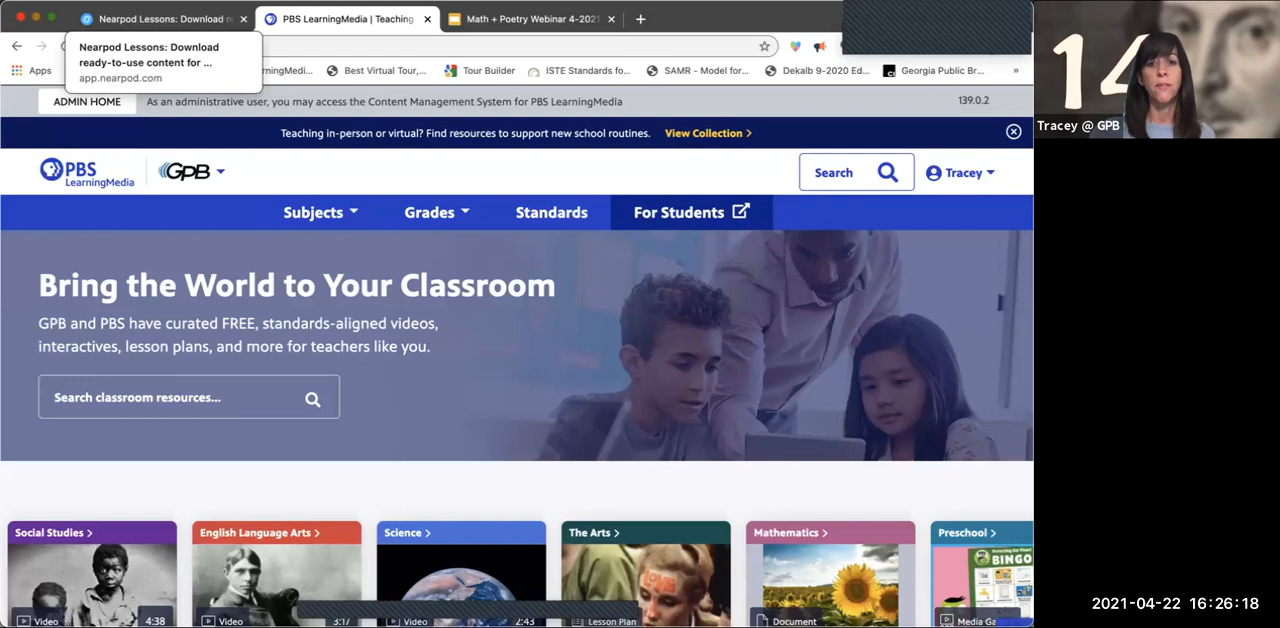 Nearpod Lessons: Download re
PBS LearningMedia | Teaching
Math + Poetry Webinar 4-2021
Nearpod Lessons: Download
ready-to-use content for ...
app.nearpod.com
Apps
rningMedi...
Best Virtual Tour,...
Tour Builder
ISTE Standards fo...
SAMR - Model for...
Dekalb 9-2020 Ed...
Georgia Public Br...
»
ADMIN HOME
As an administrative user, you may access the Content Management System for PBS LearningMedia
139.0.2
Teaching in-person or virtual? Find resources to support new school routines. View Collection >
PBS
LearningMedia
GPB
Search
Tracey
Subjects
Grades
Standards
For Students
Bring the World to Your Classroom
GPB and PBS have curated FREE, standards-aligned videos,
interactives, lesson plans, and more for teachers like you.
Search classroom resources...
Social Studies >
English Language Arts >
Science >
The Arts >
Mathematics >
Preschool >
LOVE
BINGO
Video
4:38
Video
3:17
Video
2:43
Lesson Plan
Document
Media Ga
14
Tracey @ GPB
2021-04-22 16:26:18